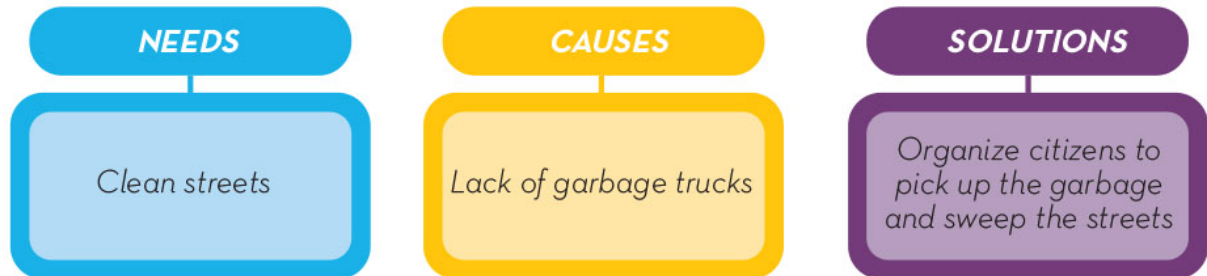 NEEDS
Clean streets
CAUSES
Lack of garbage trucks
SOLUTIONS
Organize citizens to
pick up the garbage
and sweep the streets